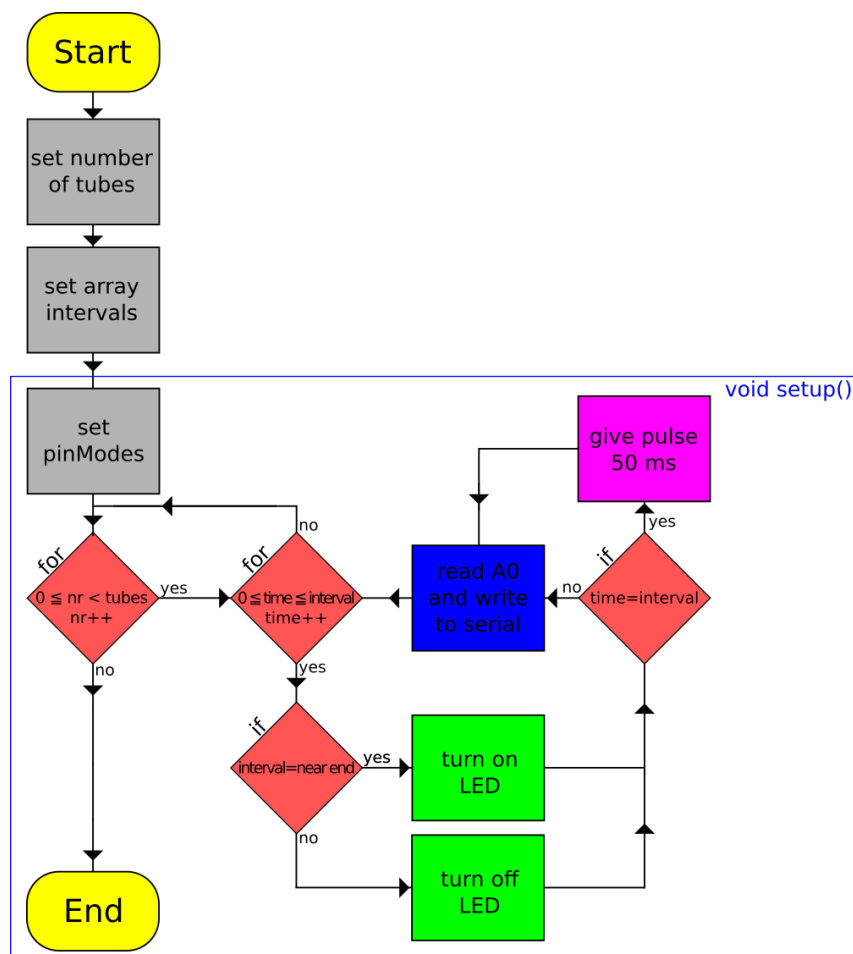 Start
set number
of tubes
set array
intervals
void setup()
set
pinModes
give pulse
50 ms
yes
no
for
0 ≦ nr < tubes
nr++
yes
no
for
0≦time≦interval
time++
yes
read A0
and write
to serial
no
if
time=interval
if
interval=near end
yes
no
turn on
LED
turn off
LED
End